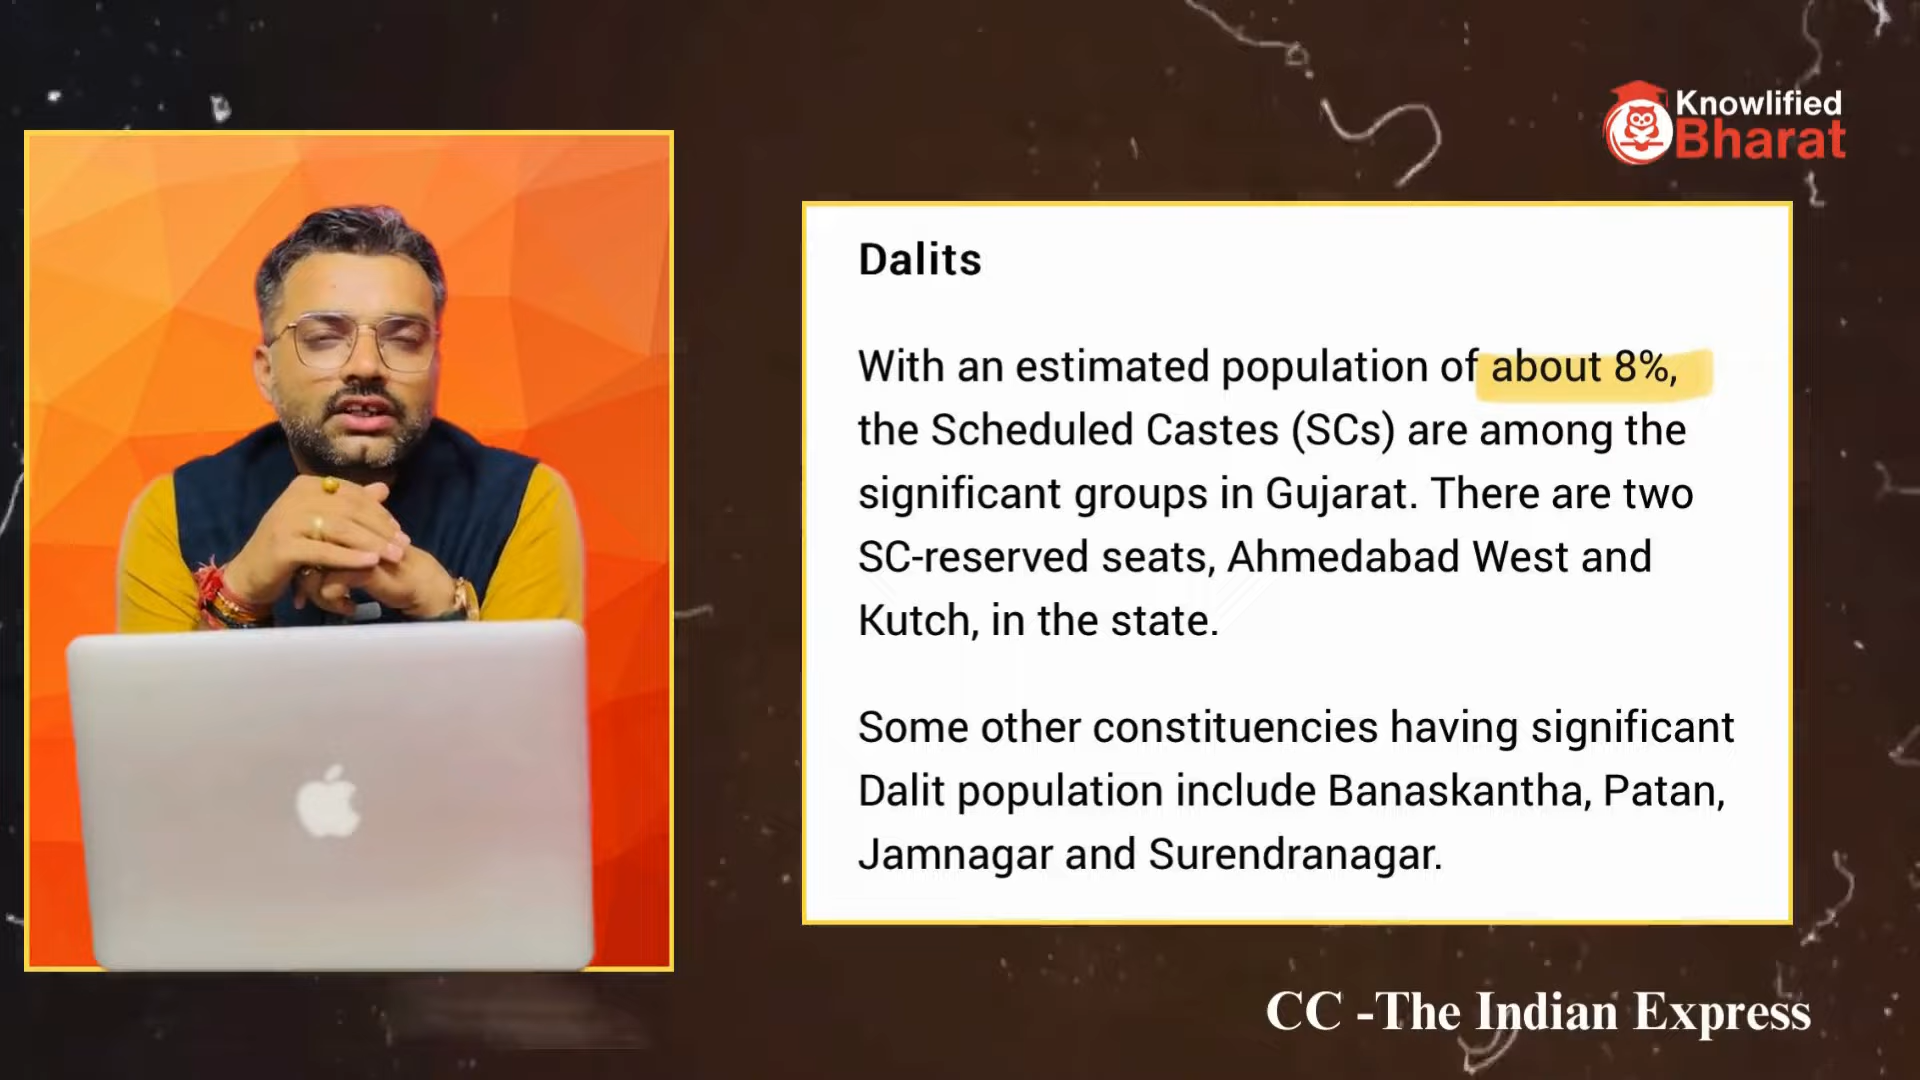 Knowlified
Bharat
Dalits
With an estimated population of about 8%,
the Scheduled Castes (SCs) are among the
significant groups in Gujarat. There are two
SC-reserved seats, Ahmedabad West and
Kutch, in the state.
Some other constituencies having significant
Dalit population include Banaskantha, Patan,
Jamnagar and Surendranagar.
CC -The Indian Express